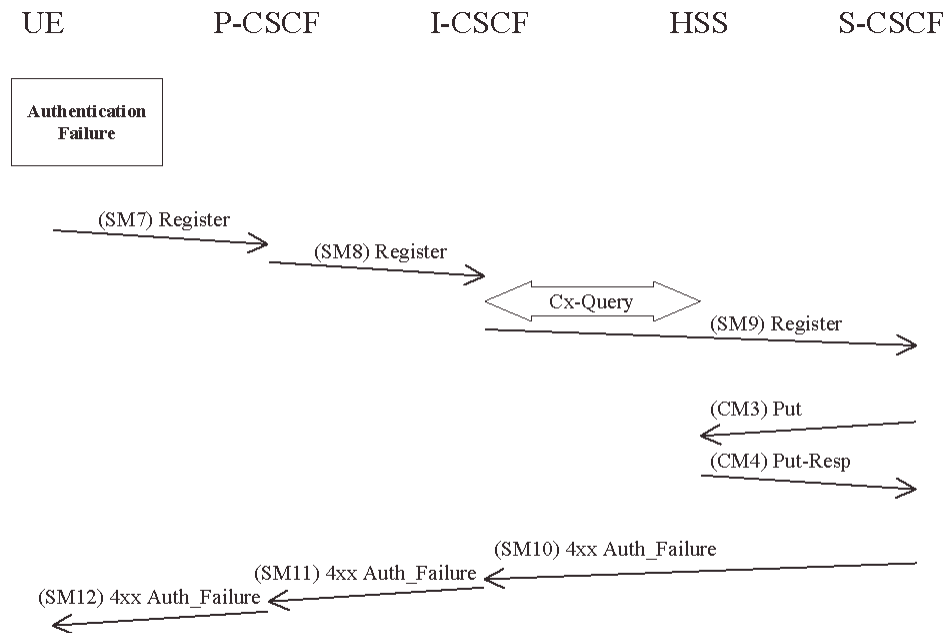 UE P-CSCF I-CSCF HSS S-CSCF
Authentication
Failure
(SM7) Register
(SM8) Register
Cx-Query
(SM9) Register
(CM3) Put
(CM4) Put-Resp
(SM10) 4xx Auth_Failure
(SM11) 4xx Auth_Failure
(SM12) 4xx Auth_Failure